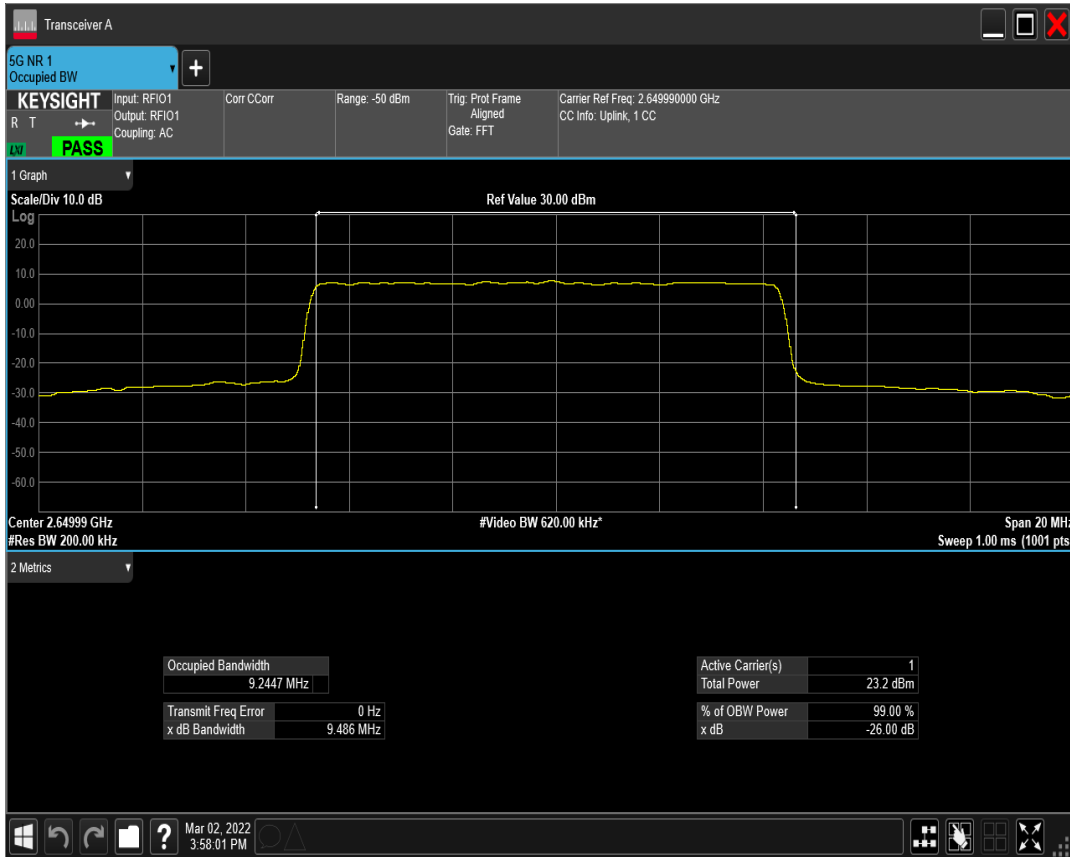 Transceiver A
5G NR 1
Occupied BW
KEYSIGHT
R T
LXI
PASS
Input: RFIO1
Output: RFIO1
Coupling: AC
Corr CCorr
Range: -50 dBm
Trig: Prot Frame
Aligned
Gate: FFT
Carrier Ref Freq: 2.649990000 GHz
CC Info: Uplink, 1 CC
1 Graph
Scale/Div 10.0 dB
Ref Value 30.00 dBm
Log
20.0
10.0
0.00
-10.0
-20.0
-30.0
-40.0
-50.0
-60.0
Center 2.64999 GHz
#Video BW 620.00 kHz*
Span 20 MHz
#Res BW 200.00 kHz
Sweep 1.00 ms (1001 pts
2 Metrics
Occupied Bandwidth
9.2447 MHz
Transmit Freq Error 0 Hz
x dB Bandwidth 9.486 MHz
Active Carrier(s) 1
Total Power 23.2 dBm
% of OBW Power 99.00 %
x dB -26.00 dB
?
Mar 02, 2022
3:58:01 PM